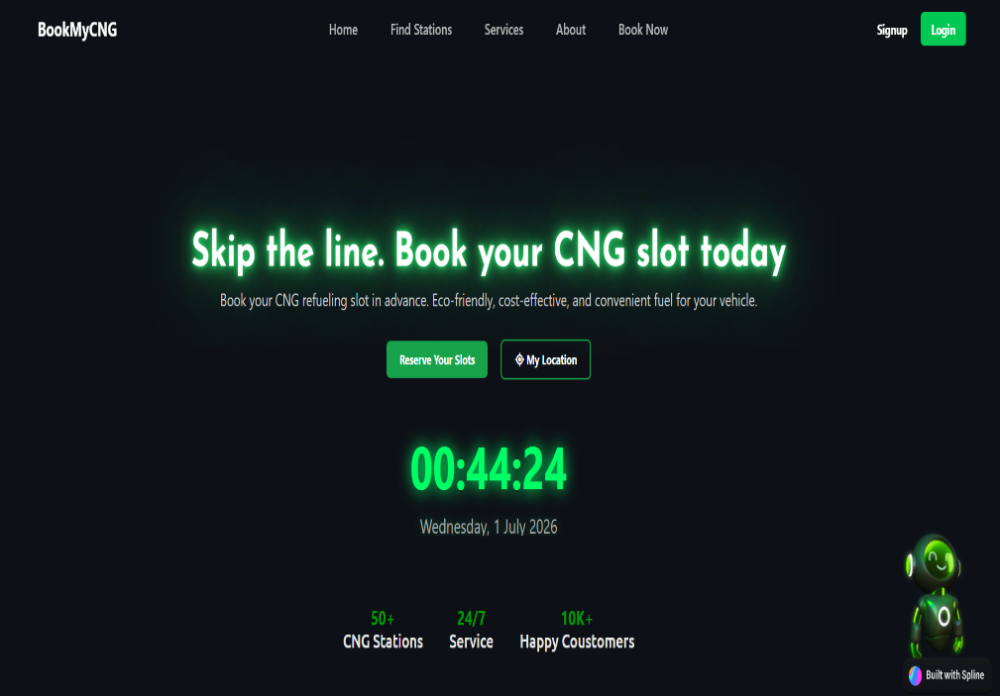 BookMyCNG
Home Find Stations Services About Book Now
Signup Login
Skip the line. Book your CNG slot today
Book your CNG refueling slot in advance. Eco-friendly, cost-effective, and convenient fuel for your vehicle.
Reserve Your Slots My Location
00:44:24
Wednesday, 1 July 2026
50+ 24/7 10K+
CNG Stations Service Happy Coustomers
Built with Spline